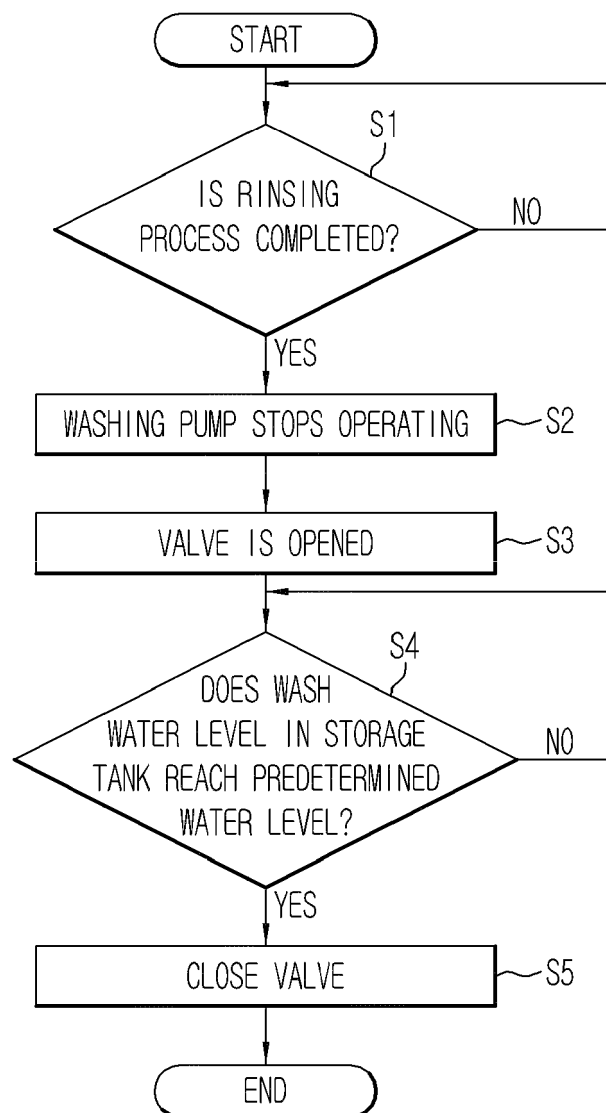 START
S1
IS RINSING
PROCESS COMPLETED?
NO
YES
WASHING PUMP STOPS OPERATING
S2
VALVE IS OPENED
S3
S4
DOES WASH
WATER LEVEL IN STORAGE
TANK REACH PREDETERMINED
WATER LEVEL?
NO
YES
CLOSE VALVE
S5
END